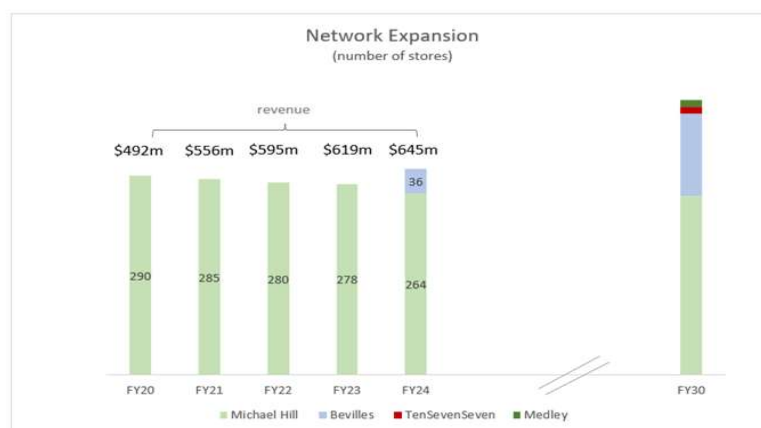 Network Expansion
(number of stores)
revenue
$492m $556m $595m $619m $645m
36
290 285 280 278 264
FY20 FY21 FY22 FY23 FY24 FY30
Michael Hill Bevilles TenSevenSeven Medley